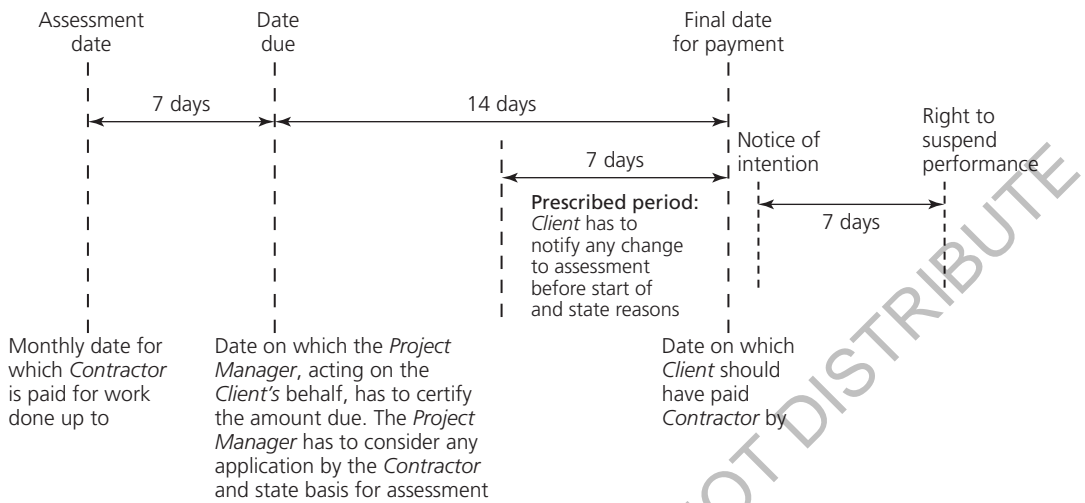 Assessment
date
Date
due
Final date
for payment
7 days
14 days
Notice of
intention
Right to
suspend
performance
7 days
7 days
Prescribed period:
Client has to
notify any change
to assessment
before start of
and state reasons
Monthly date for
which Contractor
is paid for work
done up to
Date on which the Project
Manager, acting on the
Client's behalf, has to certify
the amount due. The Project
Manager has to consider any
application by the Contractor
and state basis for assessment
Date on which
Client should
have paid
Contractor by
NOT DISTRIBUTE